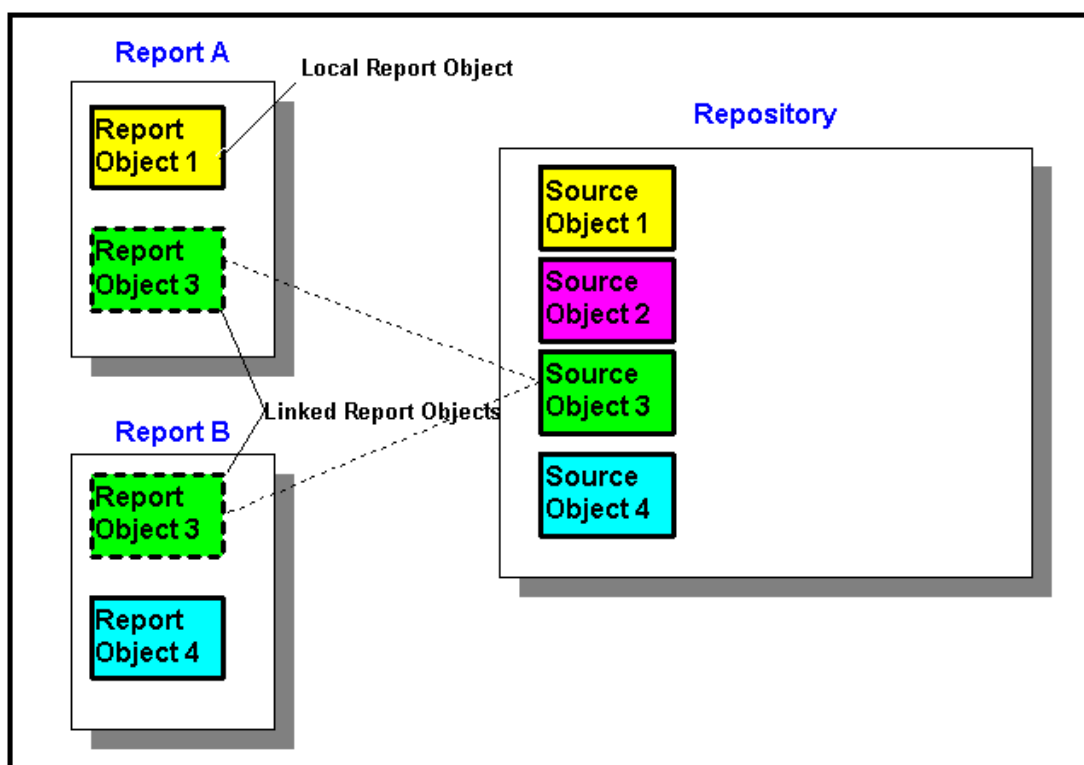 Report A
Local Report Object
Report
Object 1
Report
Object 3
Linked Report Objects
Report B
Report
Object 3
Report
Object 4
Repository
Source
Object 1
Source
Object 2
Source
Object 3
Source
Object 4